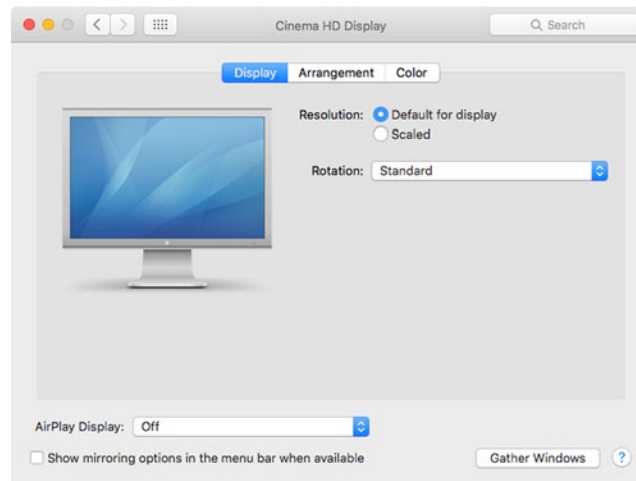 Cinema HD Display
Search
Display Arrangement Color
Resolution: Default for display
Scaled
Rotation: Standard
AirPlay Display: Off
Show mirroring options in the menu bar when available
Gather Windows ?